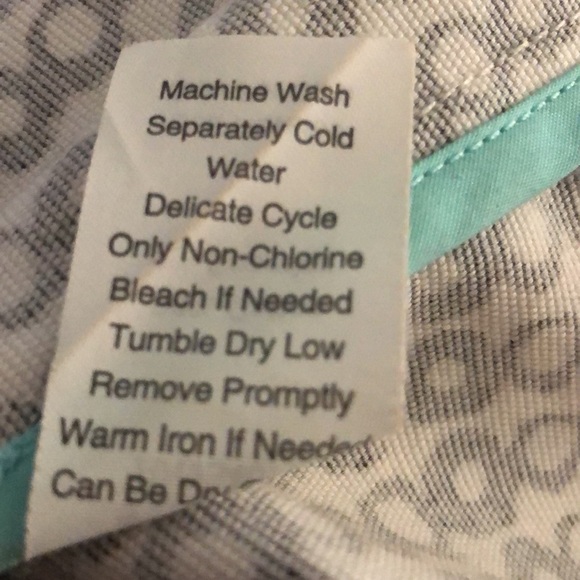 Machine Wash
Separately Cold
Water
Delicate Cycle
Only Non-Chlorine
Bleach If Needed
Tumble Dry Low
Remove Promptly
Warm Iron If Needed
Can Be